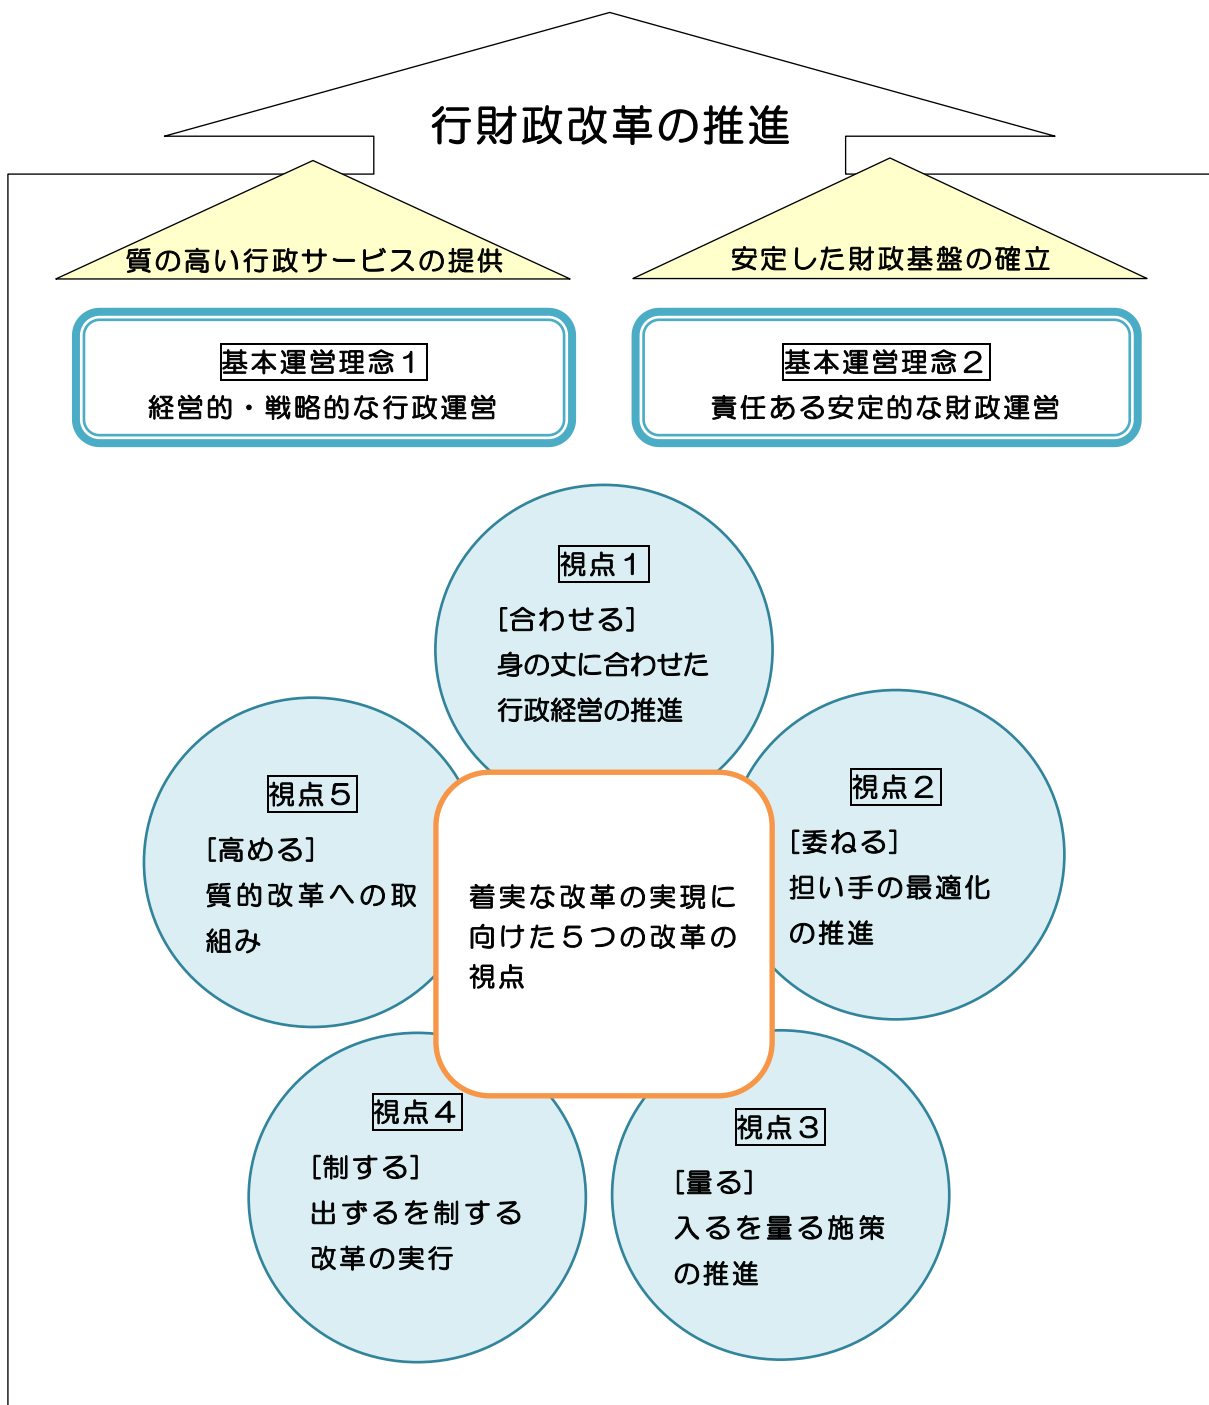 行財政改革の推進
質の高い行政サービスの提供
安定した財政基盤の確立
基本運営理念１
経営的・戦略的な行政運営
基本運営理念２
責任ある安定的な財政運営
視点１
[合わせる]
身の丈に合わせた
行政経営の推進
視点２
[委ねる]
担い手の最適化
の推進
視点５
[高める]
質的改革への取
組み
着実な改革の実現に
向けた５つの改革の
視点
視点４
[制する]
出ずるを制する
改革の実行
視点３
[量る]
入るを量る施策
の推進